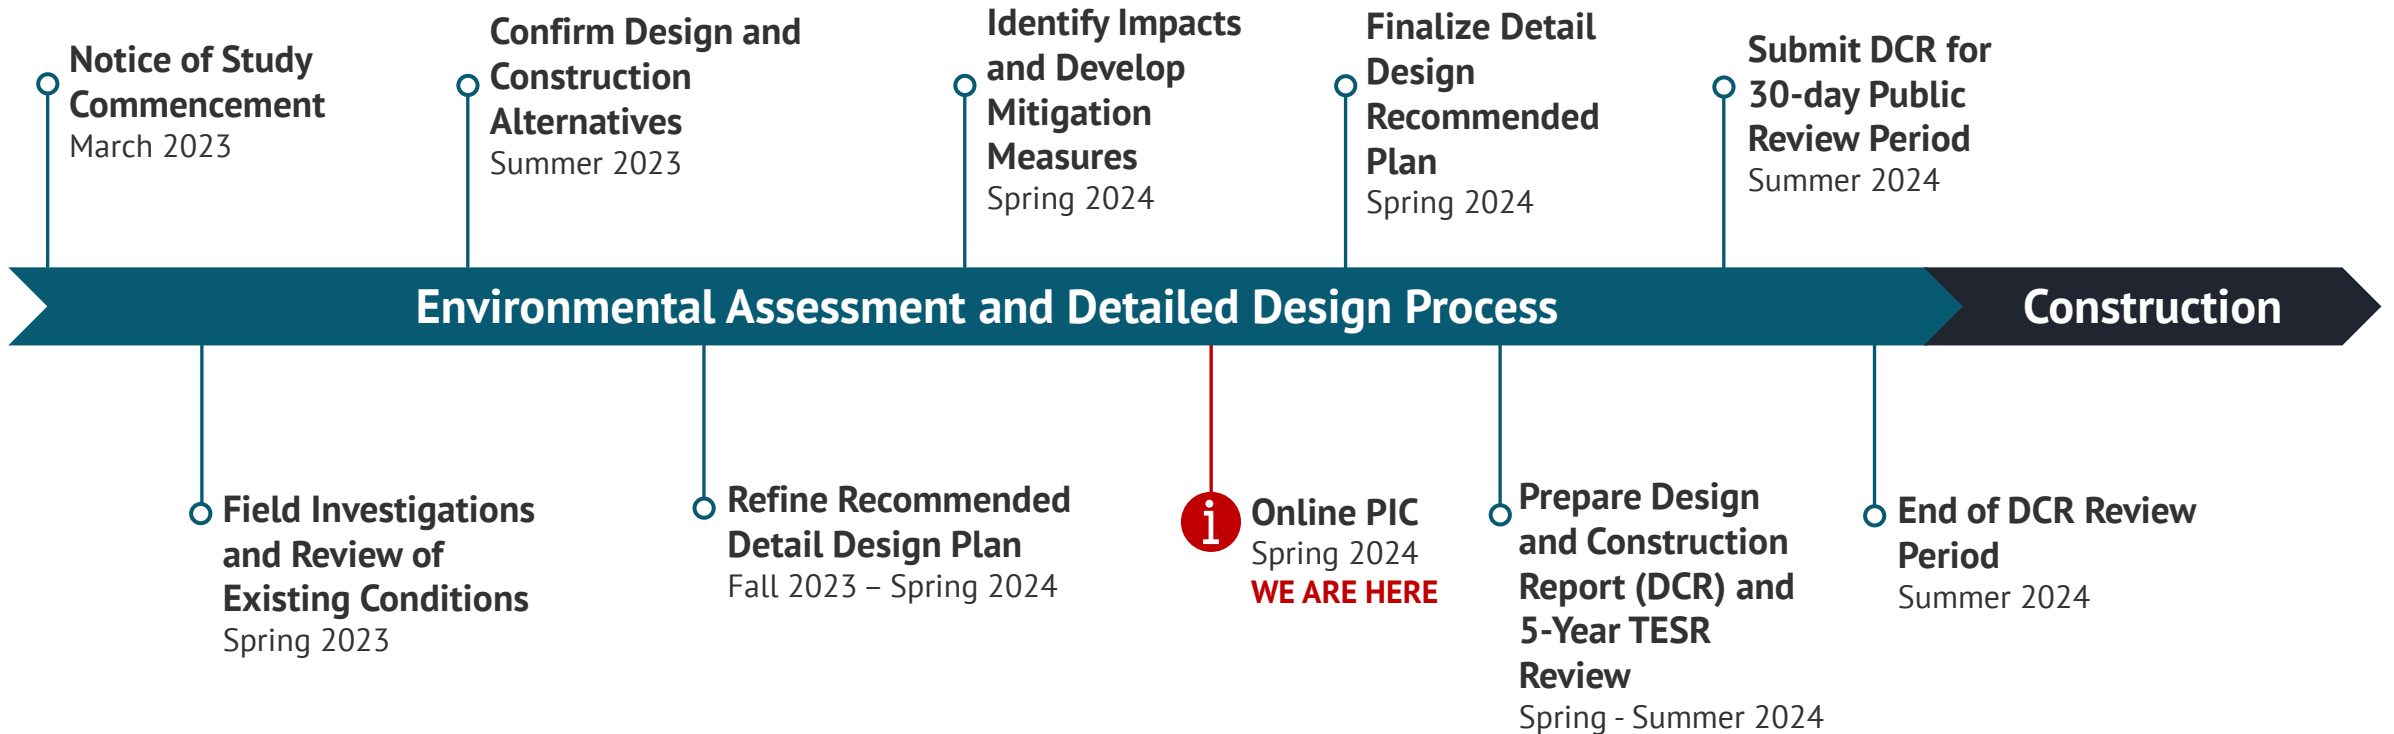 Notice of Study
Commencement
March 2023
Confirm Design and
Construction
Alternatives
Summer 2023
Identify Impacts
and Develop
Mitigation
Measures
Spring 2024
Finalize Detail
Design
Recommended
Plan
Spring 2024
Submit DCR for
30-day Public
Review Period
Summer 2024
Environmental Assessment and Detailed Design Process
Construction
Field Investigations
and Review of
Existing Conditions
Spring 2023
Refine Recommended
Detail Design Plan
Fall 2023 – Spring 2024
i
Online PIC
Spring 2024
WE ARE HERE
Prepare Design
and Construction
Report (DCR) and
5-Year TESR
Review
Spring - Summer 2024
End of DCR Review
Period
Summer 2024